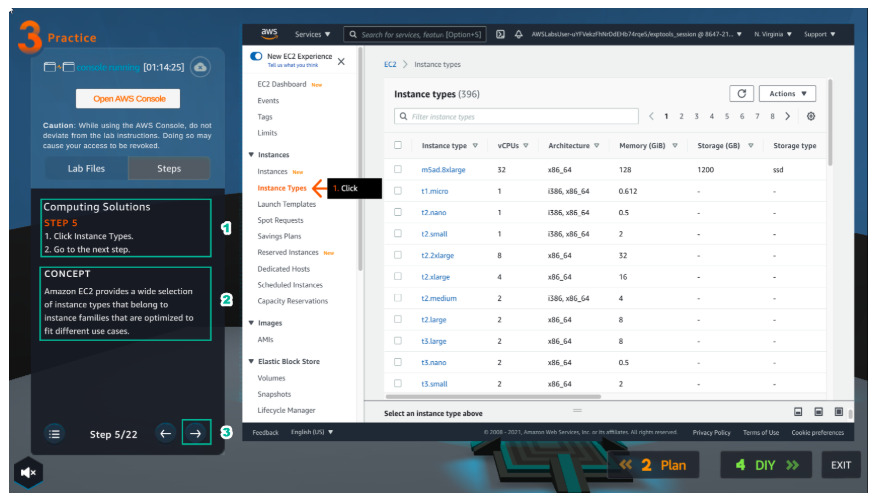 3 Practice
console running [01:14:25]
Open AWS Console
Caution: While using the AWS Console, do not
deviate from the lab instructions. Doing so may
cause your access to be revoked.
Lab Files
Steps
Computing Solutions
STEP 5
1. Click Instance Types.
2. Go to the next step.
1
CONCEPT
Amazon EC2 provides a wide selection
of instance types that belong to
instance families that are optimized to
fit different use cases.
2
Step 5/22
3
aws Services ▼ Search for services, featun [Option+S] AWSLabsUser-uYFVekzFhNrDdEHb74rqeS/exptools_session @ 8647-21... ▼ N. Virginia ▼ Support ▼
New EC2 Experience
Tell us what you think
EC2 Dashboard New
Events
Tags
Limits
▼ Instances
Instances New
Instance Types
1. Click
Launch Templates
Spot Requests
Savings Plans
Reserved Instances New
Dedicated Hosts
Scheduled Instances
Capacity Reservations
▼ Images
AMIs
▼ Elastic Block Store
Volumes
Snapshots
Lifecycle Manager
EC2 > Instance types
Instance types (396)
Actions ▼
Filter instance types
< 1 2 3 4 5 6 7 8 >
Instance type vCPUs Architecture Memory (GiB) Storage (GB) Storage type
m5ad.8xlarge 32 x86_64 128 1200 ssd
t1.micro 1 i386, x86_64 0.612 - -
t2.nano 1 i386, x86_64 0.5 - -
t2.small 1 i386, x86_64 2 - -
t2.2xlarge 8 x86_64 32 - -
t2.xlarge 4 x86_64 16 - -
t2.medium 2 i386, x86_64 4 - -
t2.large 2 x86_64 8 - -
t3.large 2 x86_64 8 - -
t3.nano 2 x86_64 0.5 - -
t3.small 2 x86_64 2 - -
Select an instance type above
Feedback English (US) ▼ © 2008 - 2021, Amazon Web Services, Inc. or its affiliates. All rights reserved. Privacy Policy Terms of Use Cookie preferences
<< 2 Plan
4 DIY >>
EXIT